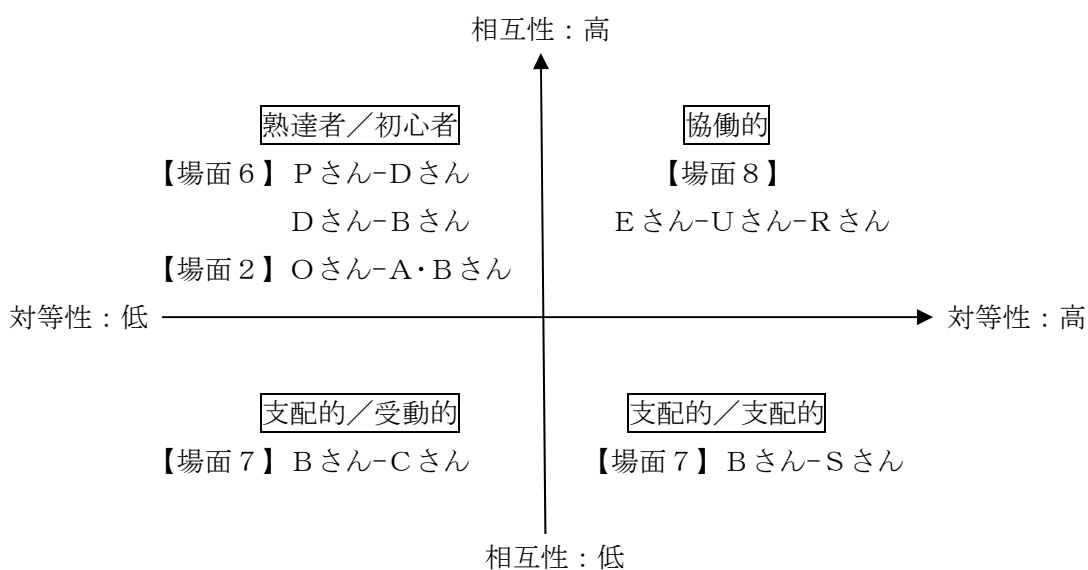 相互性：高
熟達者／初心者
協働的
【場面６】Ｐさん-Ｄさん
【場面８】
Ｄさん-Ｂさん
Ｅさん-Ｕさん-Ｒさん
【場面２】Ｏさん-Ａ・Ｂさん
対等性：低
対等性：高
支配的／受動的
支配的／支配的
【場面７】Ｂさん-Ｃさん
【場面７】Ｂさん-Ｓさん
相互性：低